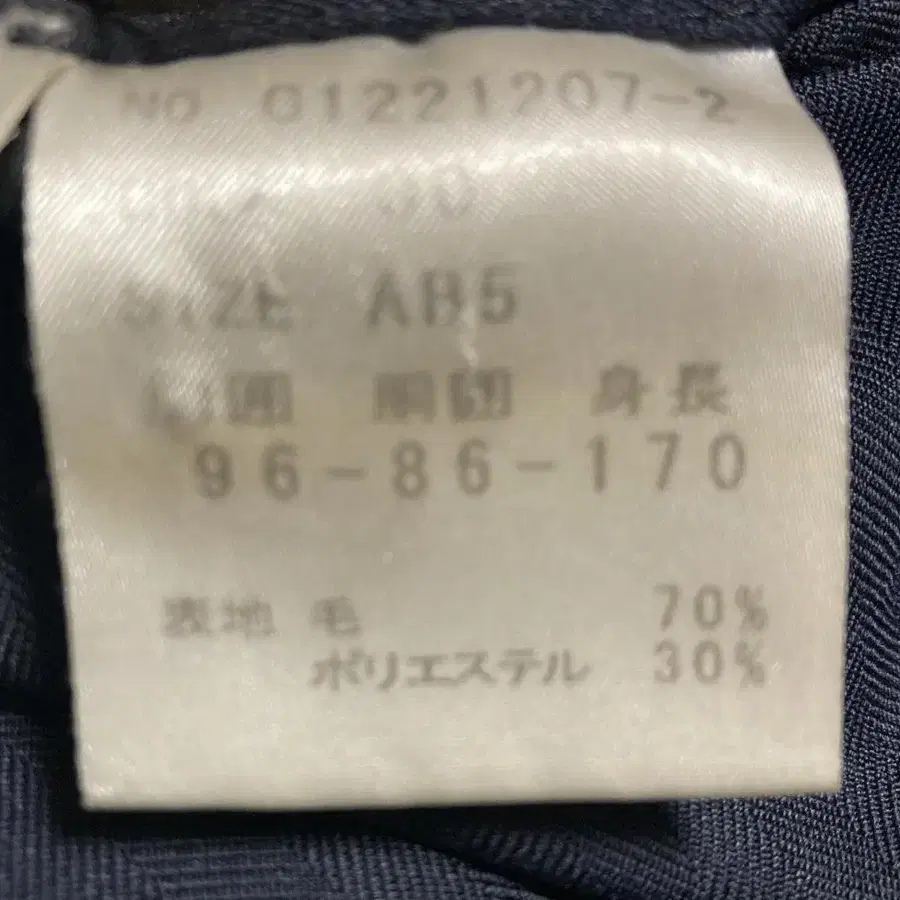 NO G1221207-2
SIZE AB5
胸囲 胴囲 身長
96-86-170
表地 毛 70%
ポリエステル 30%